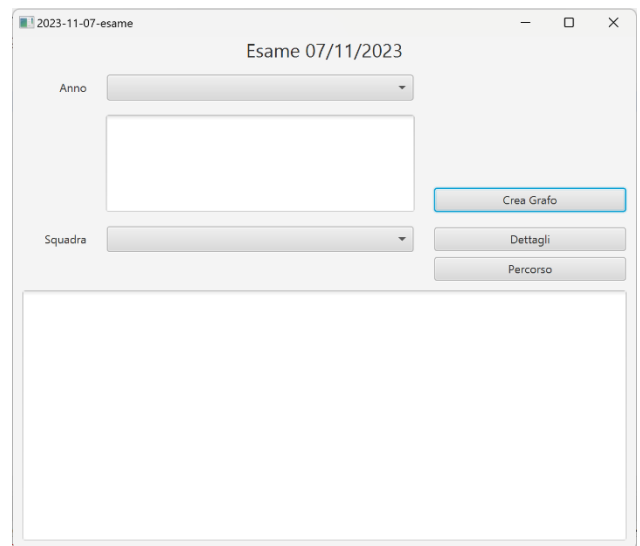 2023-11-07-esame
Esame 07/11/2023
Anno
Crea Grafo
Squadra
Dettagli
Percorso